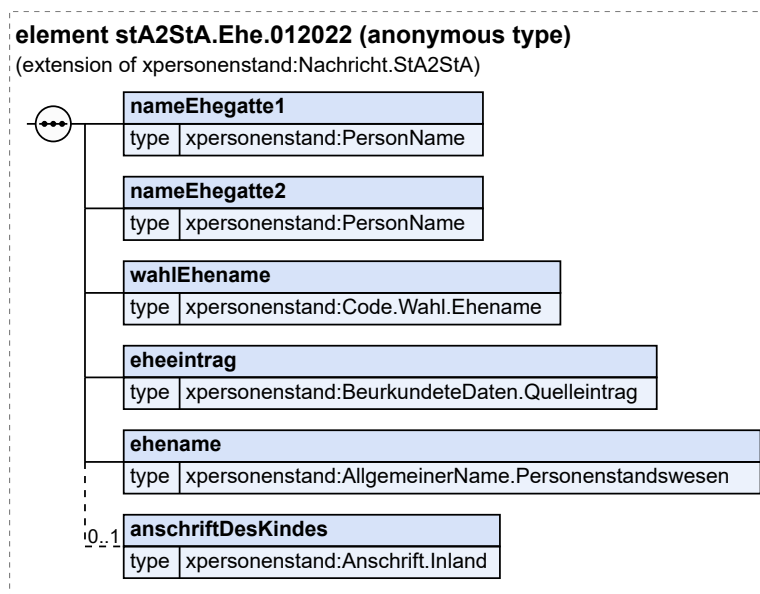 element stA2StA.Ehe.012022 (anonymous type)
(extension of xpersonenstand:Nachricht.StA2StA)
nameEhegatte1
type xpersonenstand:PersonName
nameEhegatte2
type xpersonenstand:PersonName
wahlEhename
type xpersonenstand:Code.Wahl.Ehename
eheeintrag
type xpersonenstand:BeurkundeteDaten.Quelleintrag
ehename
type xpersonenstand:AllgemeinerName.Personenstandswesen
0..1 anschriftDesKindes
type xpersonenstand:Anschrift.Inland